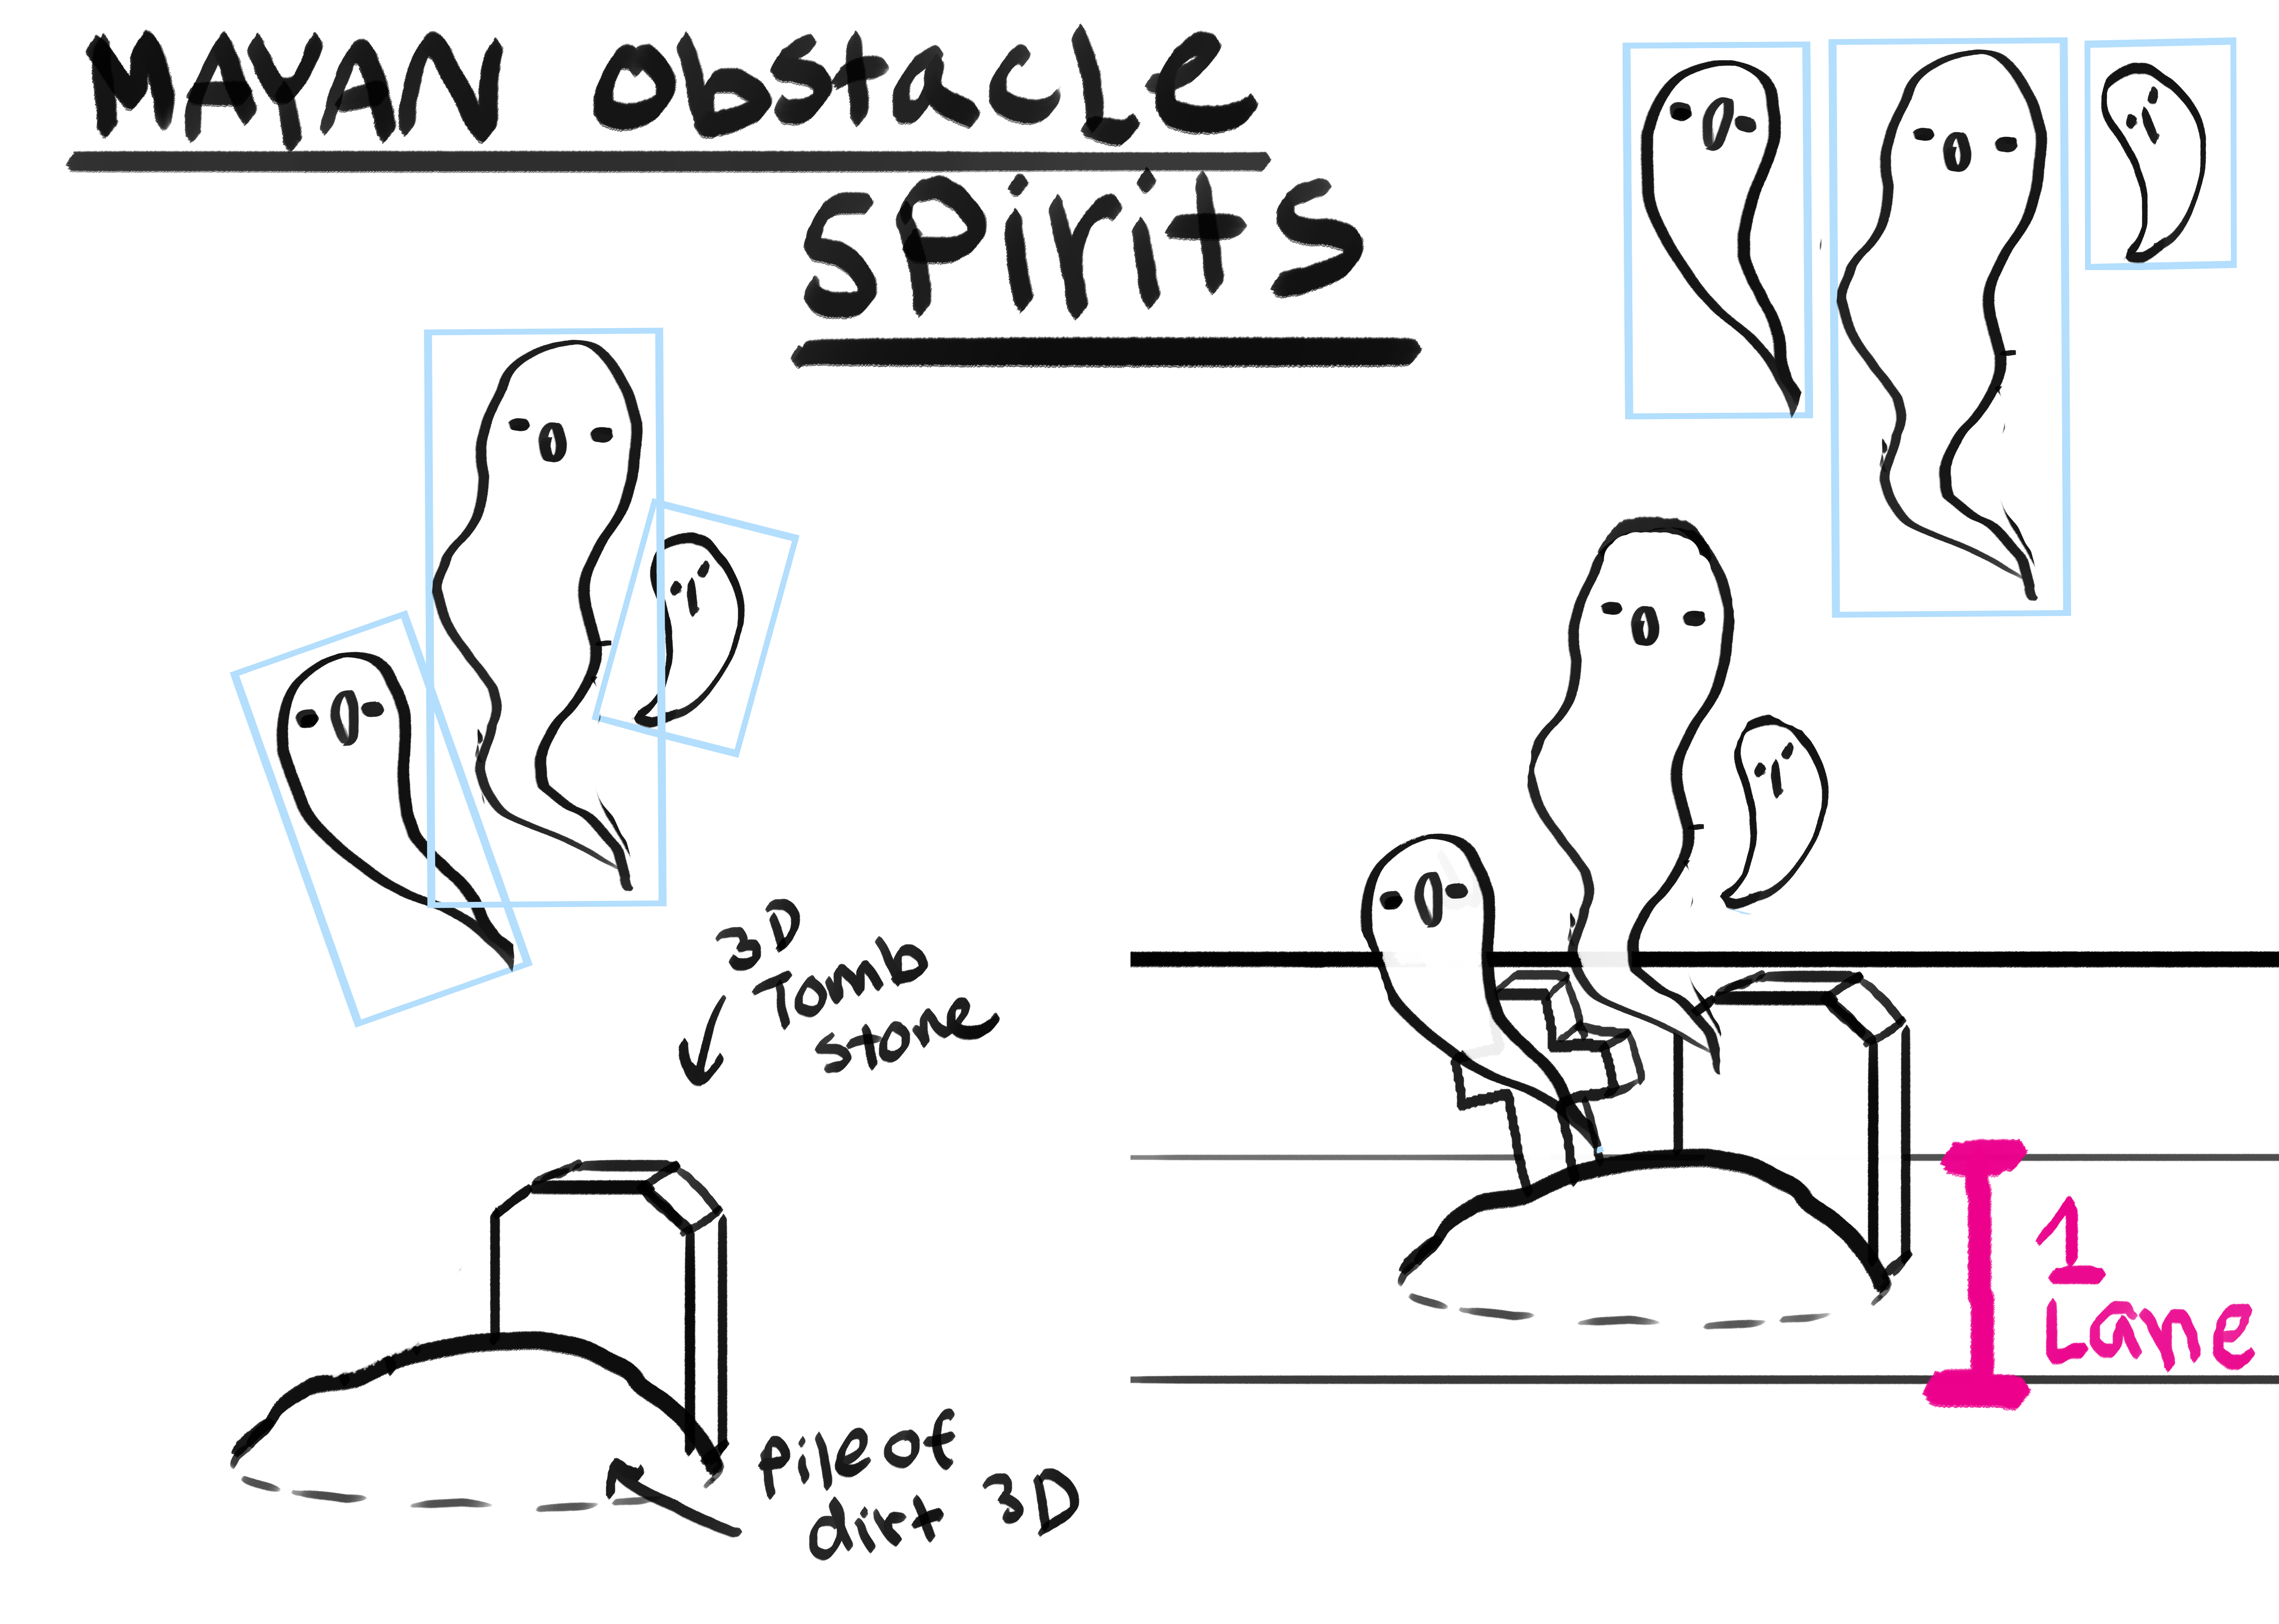 MAYAN obstacLe
SPirits
3D
Tomb
stone
pile of
dirt 3D
1
Lane